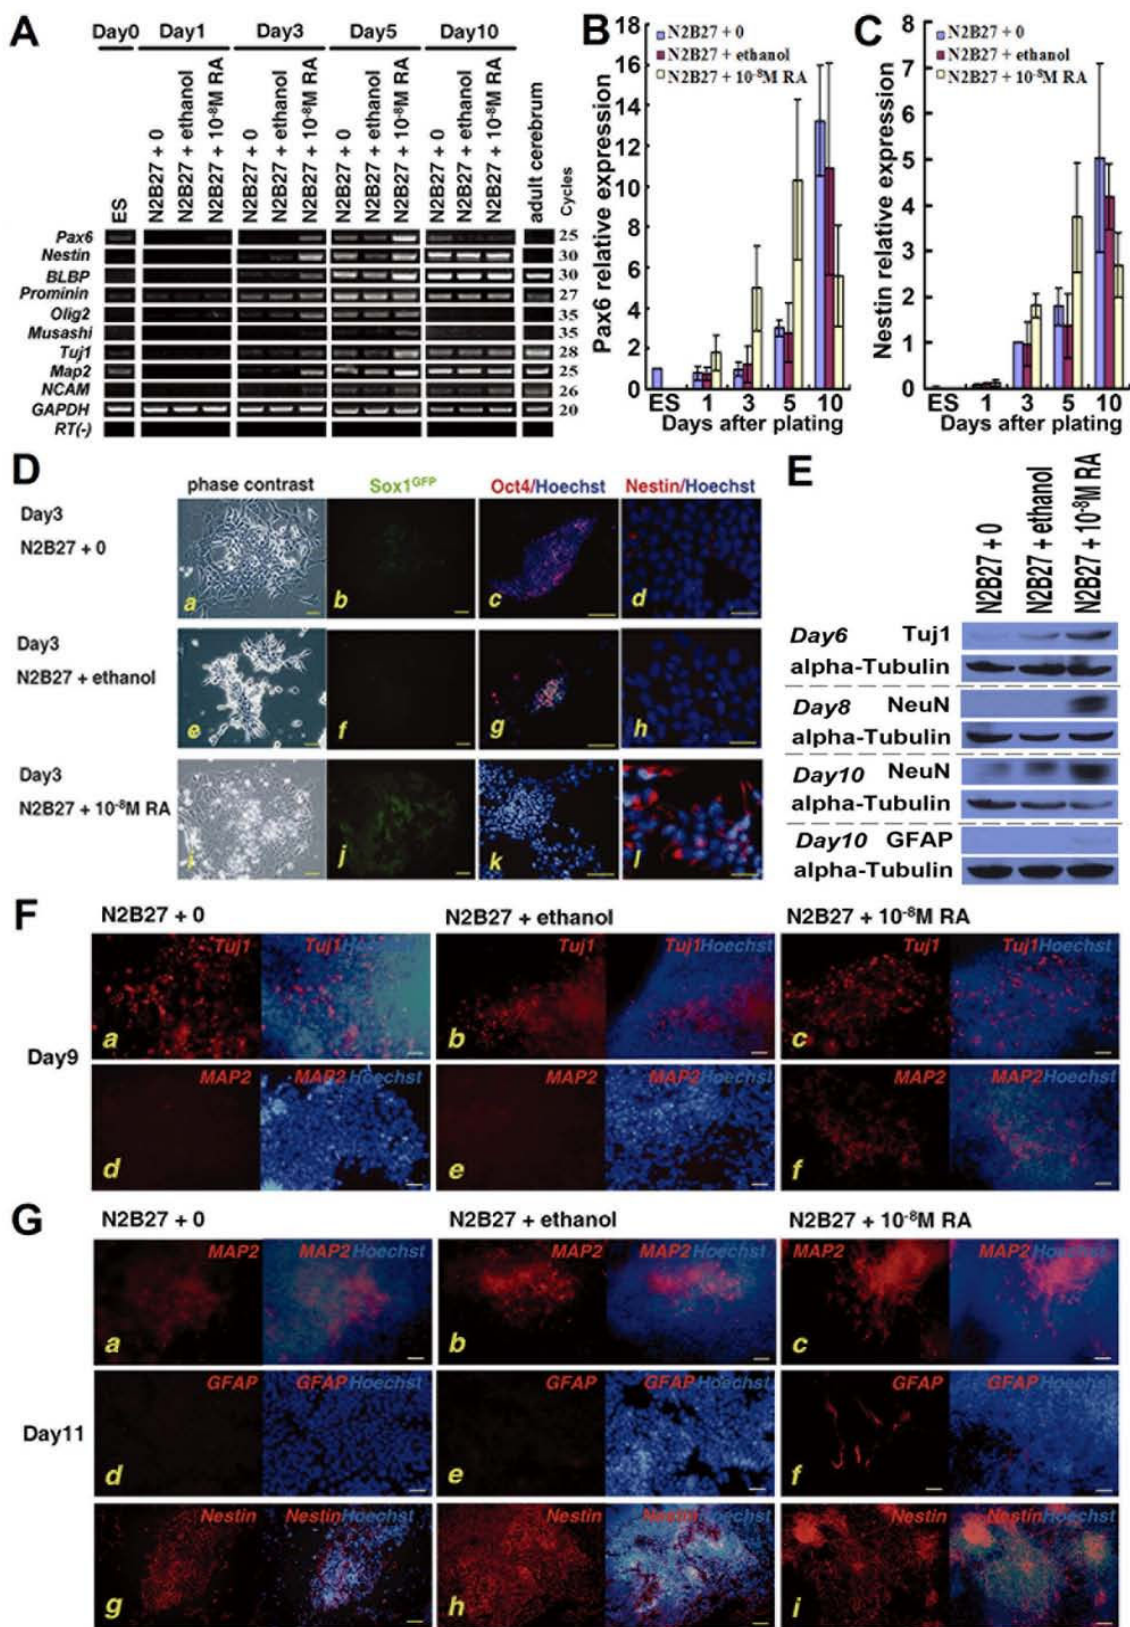 A
Day0 Day1 Day3 Day5 Day10
ES
N2B27 + 0
N2B27 + ethanol
N2B27 + 10⁻⁸M RA
N2B27 + 0
N2B27 + ethanol
N2B27 + 10⁻⁸M RA
N2B27 + 0
N2B27 + ethanol
N2B27 + 10⁻⁸M RA
N2B27 + 0
N2B27 + ethanol
N2B27 + 10⁻⁸M RA
adult cerebrum
Cycles
Pax6 25
Nestin 30
BLBP 30
Prominin 27
Olig2 35
Musashi 35
Tuj1 28
Map2 25
NCAM 26
GAPDH 20
RT(-)
B
Pax6 relative expression
18
16
14
12
10
8
6
4
2
0
N2B27 + 0
N2B27 + ethanol
N2B27 + 10⁻⁸M RA
ES 1 3 5 10
Days after plating
C
Nestin relative expression
8
7
6
5
4
3
2
1
0
N2B27 + 0
N2B27 + ethanol
N2B27 + 10⁻⁸M RA
ES 1 3 5 10
Days after plating
D
phase contrast Sox1ᴳᶠᴾ Oct4/Hoechst Nestin/Hoechst
Day3
N2B27 + 0
a b c d
Day3
N2B27 + ethanol
e f g h
Day3
N2B27 + 10⁻⁸M RA
i j k l
E
N2B27 + 0
N2B27 + ethanol
N2B27 + 10⁻⁸M RA
Day6 Tuj1
alpha-Tubulin
Day8 NeuN
alpha-Tubulin
Day10 NeuN
alpha-Tubulin
Day10 GFAP
alpha-Tubulin
F
N2B27 + 0 N2B27 + ethanol N2B27 + 10⁻⁸M RA
Day9
Tuj1 Tuj1Hoechst Tuj1 Tuj1Hoechst Tuj1 Tuj1Hoechst
a b c
MAP2 MAP2Hoechst MAP2 MAP2Hoechst MAP2 MAP2Hoechst
d e f
G
N2B27 + 0 N2B27 + ethanol N2B27 + 10⁻⁸M RA
Day11
MAP2 MAP2Hoechst MAP2 MAP2Hoechst MAP2 MAP2Hoechst
a b c
GFAP GFAPHoechst GFAP GFAPHoechst GFAP GFAPHoechst
d e f
Nestin NestinHoechst Nestin NestinHoechst Nestin NestinHoechst
g h i